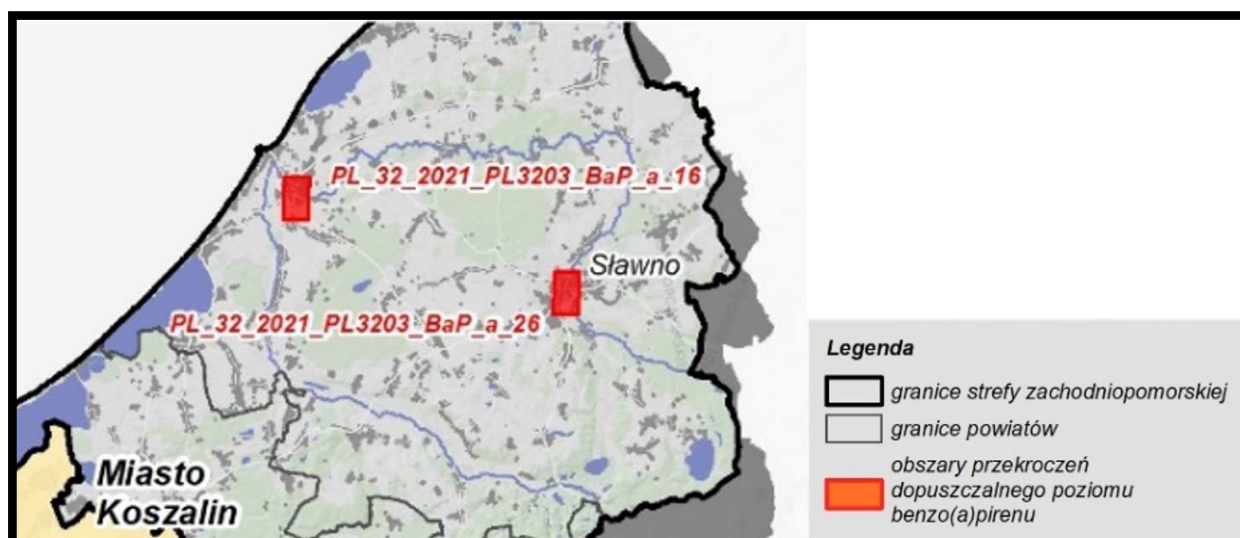 PL_32_2021_PL3203_BaP_a_16
Sławno
PL_32_2021_PL3203_BaP_a_26
Miasto
Koszalin
Legenda
granice strefy zachodniopomorskiej
granice powiatów
obszary przekroczeń
dopuszczalnego poziomu
benzo(a)pirenu